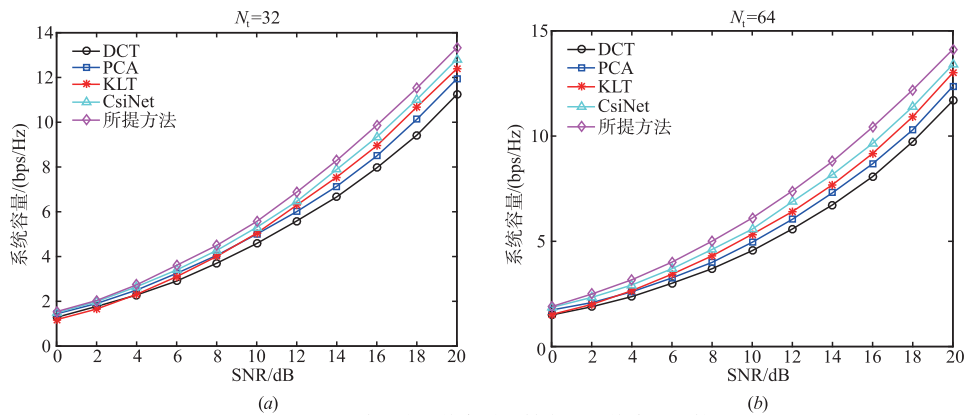 Nt=32
14
12
10
8
6
4
2
0
系统容量/(bps/Hz)
DCT
PCA
KLT
CsiNet
所提方法
0 2 4 6 8 10 12 14 16 18 20
SNR/dB
(a)
Nt=64
15
10
5
0
系统容量/(bps/Hz)
DCT
PCA
KLT
CsiNet
所提方法
0 2 4 6 8 10 12 14 16 18 20
SNR/dB
(b)